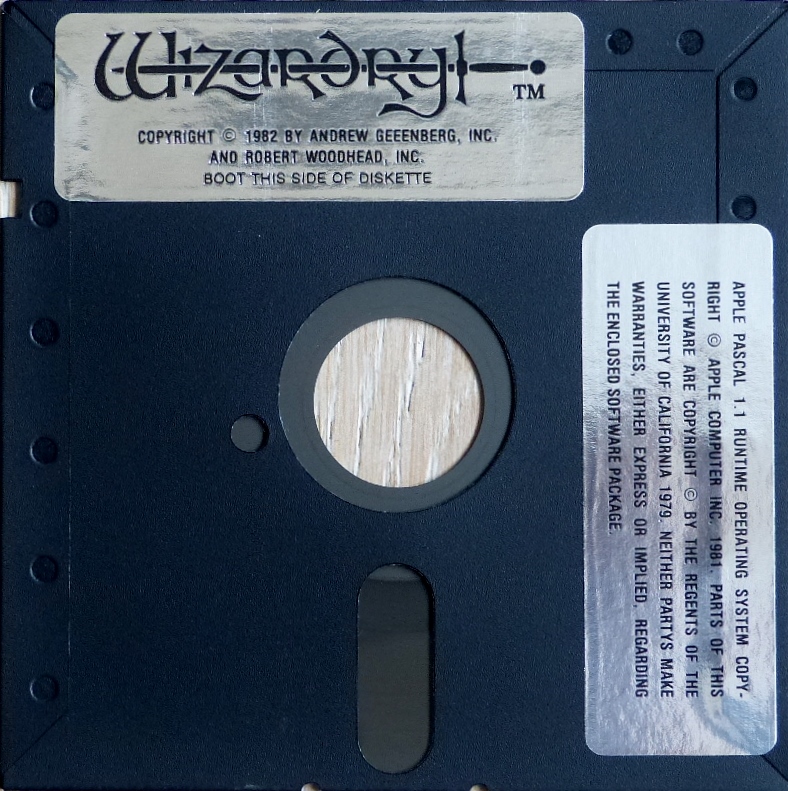 Wizardry
TM
COPYRIGHT © 1982 BY ANDREW GEEENBERG, INC.
AND ROBERT WOODHEAD, INC.
BOOT THIS SIDE OF DISKETTE
APPLE PASCAL 1.1 RUNTIME OPERATING SYSTEM COPY-
RIGHT © APPLE COMPUTER INC. 1981. PARTS OF THIS
SOFTWARE ARE COPYRIGHT © BY THE REGENTS OF THE
UNIVERSITY OF CALIFORNIA 1979. NEITHER PARTYS MAKE
WARRANTIES, EITHER EXPRESS OR IMPLIED, REGARDING
THE ENCLOSED SOFTWARE PACKAGE.